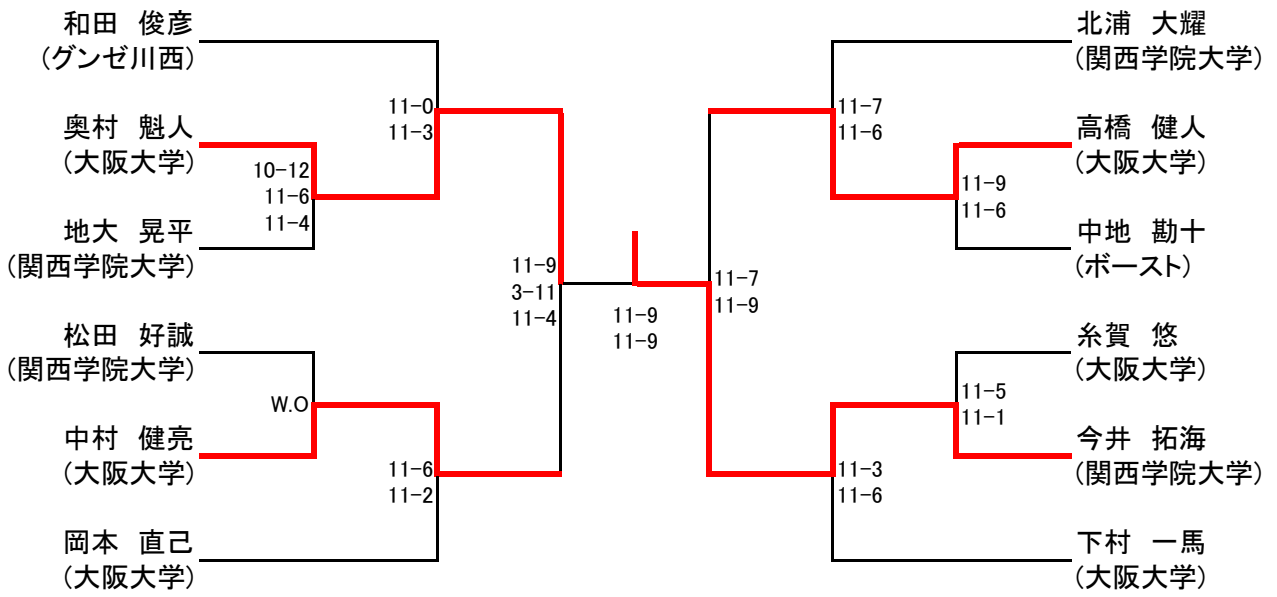 和田　俊彦
(グンゼ川西)
奥村　魁人
(大阪大学)
地大　晃平
(関西学院大学)
松田　好誠
(関西学院大学)
中村　健亮
(大阪大学)
岡本　直己
(大阪大学)
11-0
11-3
10-12
11-6
11-4
W.O
11-6
11-2
11-9
3-11
11-4
11-9
11-9
11-7
11-9
11-7
11-6
11-9
11-6
11-5
11-1
11-3
11-6
北浦　大耀
(関西学院大学)
高橋　健人
(大阪大学)
中地　勘十
(ボースト)
糸賀　悠
(大阪大学)
今井　拓海
(関西学院大学)
下村　一馬
(大阪大学)